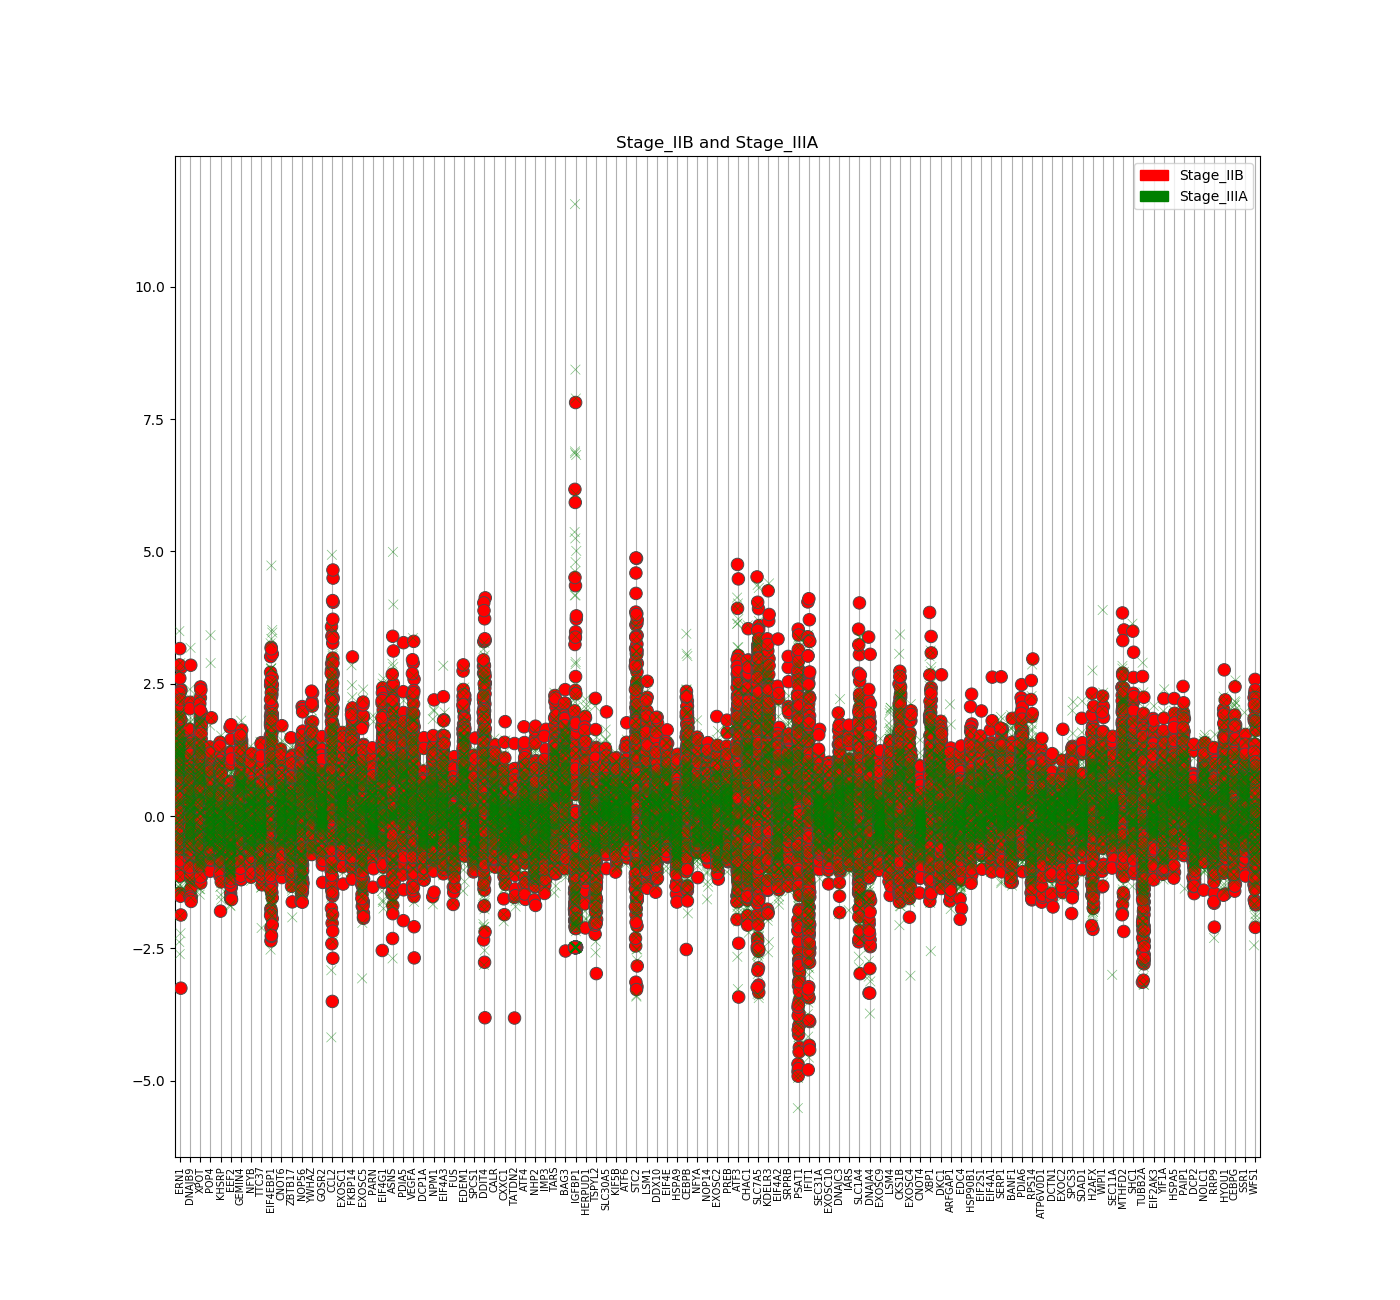 Stage_IIB and Stage_IIIA
Stage_IIB
Stage_IIIA
10.0
7.5
5.0
2.5
0.0
−2.5
−5.0
ERN1
DNAJB9
XPOT
POP4
KHSRP
EEF2
GEMIN4
NFYB
TTC37
EIF4EBP1
CNOT6
ZBTB17
NOP56
YWHAZ
GOSR2
CCL2
EXOSC1
FKBP14
EXOSC5
PARN
EIF4G1
ASNS
PDIA5
VEGFA
DCP1A
NPM1
EIF4A3
FUS
EDEM1
SPCS1
DDIT4
CALR
CXXC1
TATDN2
ATF4
NHP2
IMP3
TARS
BAG3
IGFBP1
HERPUD1
TSPYL2
SLC30A5
KIF5B
ATF6
STC2
LSM1
DDX10
EIF4E
HSPA9
CEBPB
NFYA
NOP14
EXOSC2
PREB
ATF3
CHAC1
SLC7A5
KDELR3
EIF4A2
SRPRB
PSAT1
IFIT1
SEC31A
EXOSC10
DNAJC3
IARS
SLC1A4
DNAJA4
EXOSC9
LSM4
CKS1B
EXOSC4
CNOT4
XBP1
DKC1
ARFGAP1
EDC4
HSP90B1
EIF2S1
EIF4A1
SERP1
BANF1
PDIA6
RPS14
ATP6V0D1
DCTN1
EXOC2
SPCS3
SDAD1
H2AFX
WIPI1
SEC11A
MTHFD2
SHC1
TUBB2A
EIF2AK3
YIF1A
HSPA5
PAIP1
DCP2
NOLC1
RRP9
HYOU1
CEBPG
SSR1
WFS1